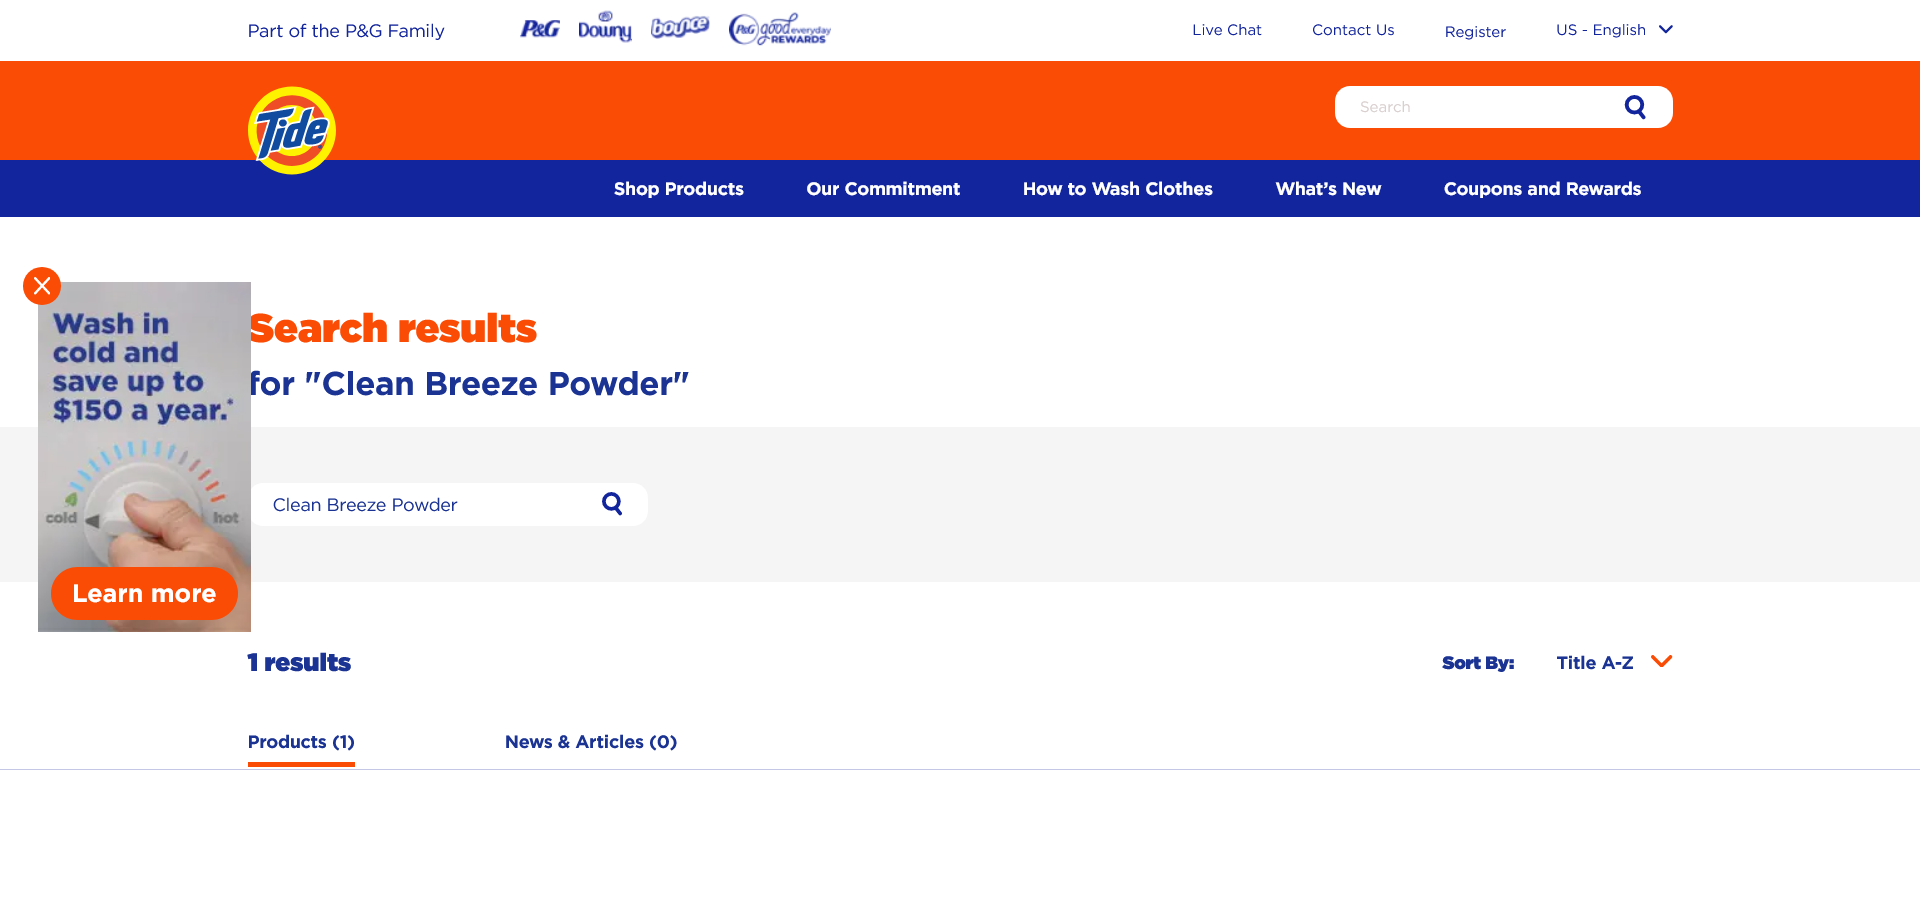 Part of the P&G Family
P&G
Downy
bounce
P&G good everyday
REWARDS
Live Chat
Contact Us
Register
US - English
Tide
Search
Shop Products
Our Commitment
How to Wash Clothes
What's New
Coupons and Rewards
Wash in
cold and
save up to
$150 a year.*
cold
hot
Learn more
Search results
for "Clean Breeze Powder"
Clean Breeze Powder
1 results
Sort By:
Title A-Z
Products (1)
News & Articles (0)